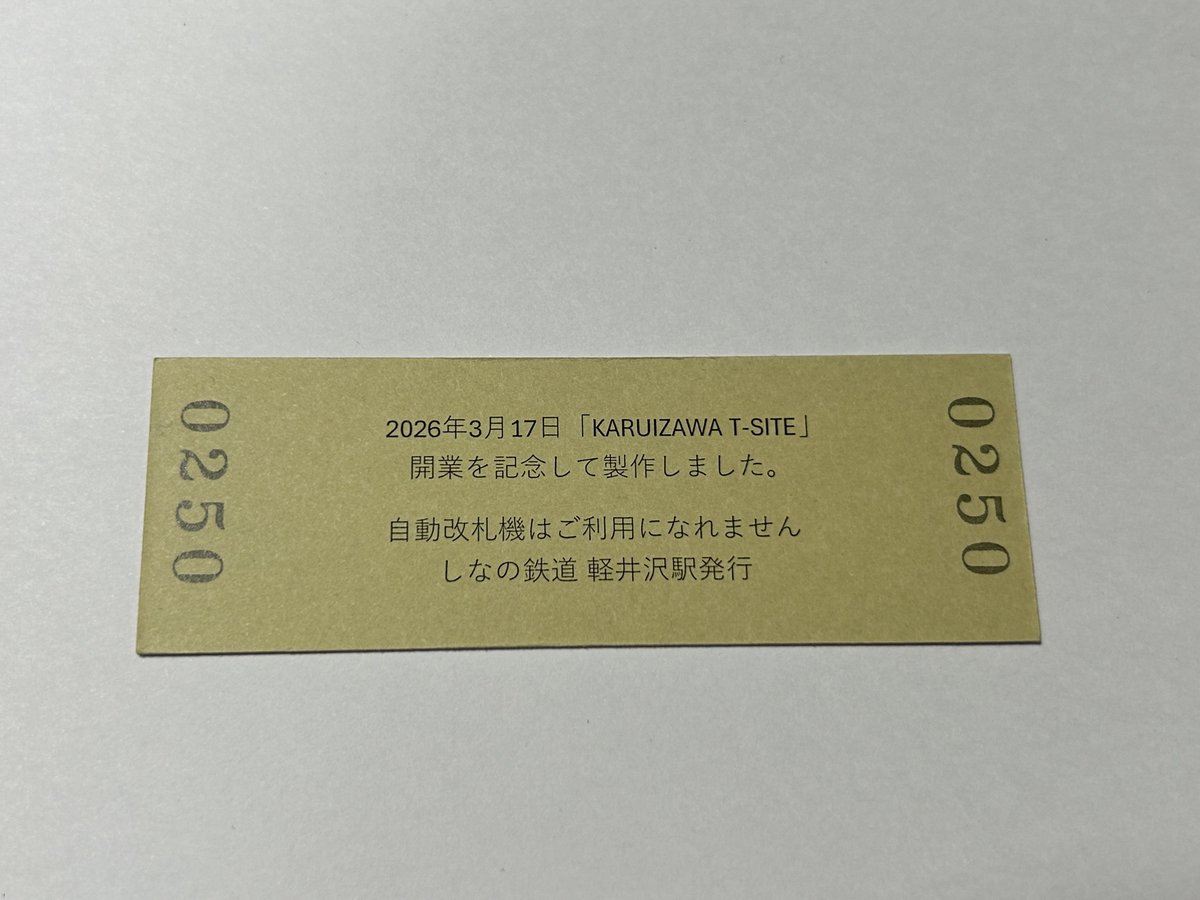 2026年3月17日「KARUIZAWA T-SITE」
開業を記念して製作しました。
自動改札機はご利用になれません
しなの鉄道 軽井沢駅発行
0250
0250